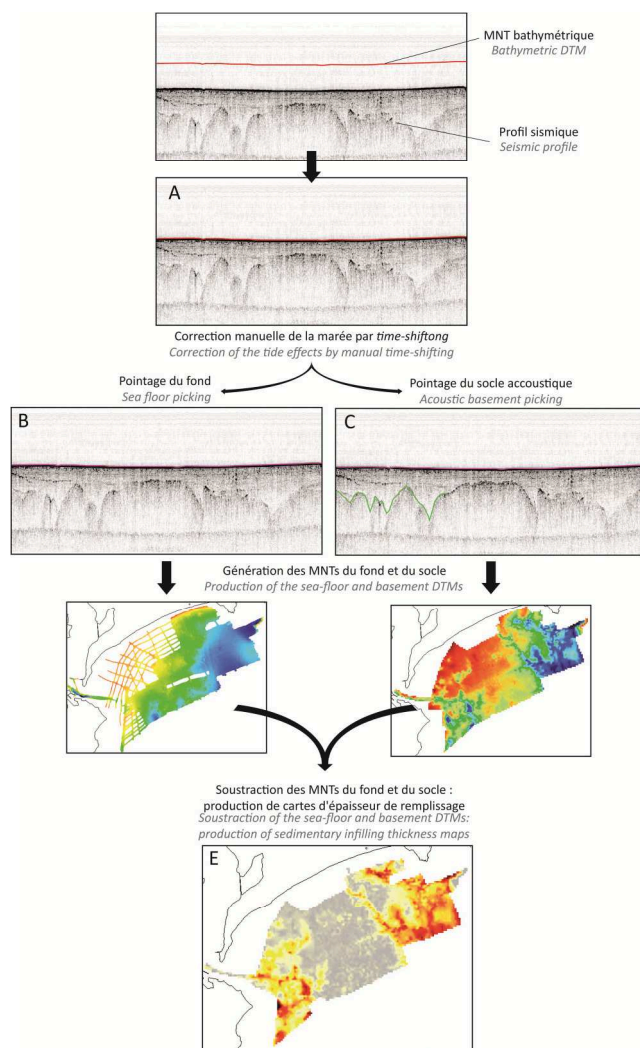 MNT bathymétrique
Bathymetric DTM
Profil sismique
Seismic profile
A
Correction manuelle de la marée par time-shiftong
Correction of the tide effects by manual time-shifting
Pointage du fond
Sea floor picking
Pointage du socle accoustique
Acoustic basement picking
B
C
Génération des MNTs du fond et du socle
Production of the sea-floor and basement DTMs
Soustraction des MNTs du fond et du socle :
production de cartes d'épaisseur de remplissage
Soustraction of the sea-floor and basement DTMs:
production of sedimentary infilling thickness maps
E